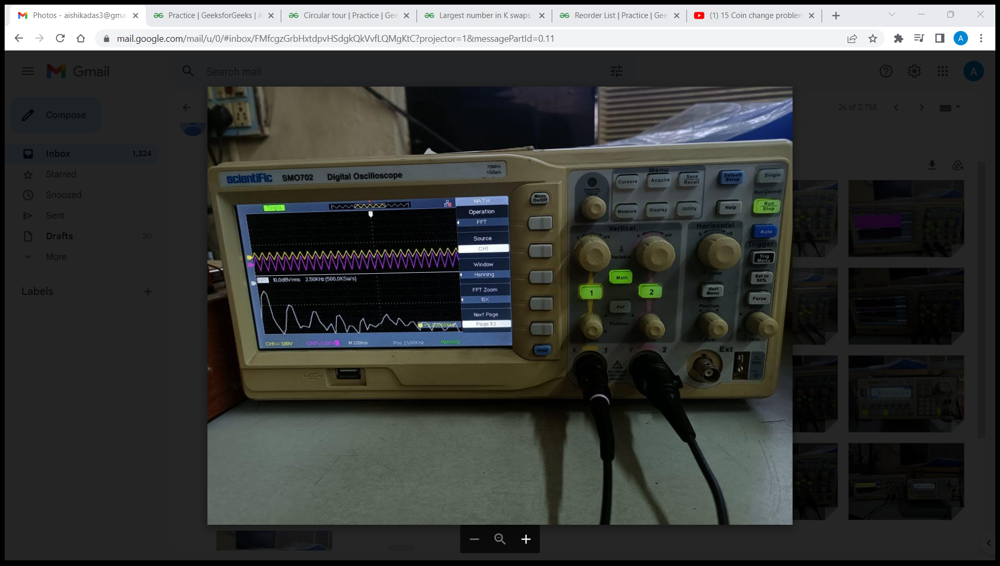 Photos - aishikadas3@gmai
Practice | GeeksforGeeks | A
Circular tour | Practice | Gee
Largest number in K swaps
Reorder List | Practice | Gee
(1) 15 Coin change problem
mail.google.com/mail/u/0/#inbox/FMfcgzGrbHxtdpvHSdgkQkVvfLQMgKtC?projector=1&messagePartId=0.11
A
Gmail
Search mail
A
Compose
26 of 2,758
Inbox 1,324
Starred
Snoozed
Sent
Drafts 30
More
Labels
scientiFic SMO702 Digital Oscilloscope
70MHz
1GSa/s
Trig'd
T
MATH
Operation
FFT
Source
CH1
Window
Hanning
FFT Zoom
10X
Next Page
Page 1/2
FFT 10.0dBVrms 2.50KHz (500.0KSa/s)
CH1 1.00V CH2 5.00V M 1.00ms Pos: 21.00KHz Hanning
Menu
On/Off
Print
Intensity
Adjust
Menu
Cursors
Acquire
Save
Recall
Measure
Display
Utility
Default
Setup
Help
Single
Run Control
Run
Stop
Auto
Vertical
V mV
V mV
Variable
Math
1
2
Ref
Position
Zero
Zero
Horizontal
S nS
Zoom
Hori
Menu
Position
Zero
Trigger
Trig
Menu
Set to
50%
Force
Level
Zero
X 1
Y 2
Ext
1KHz